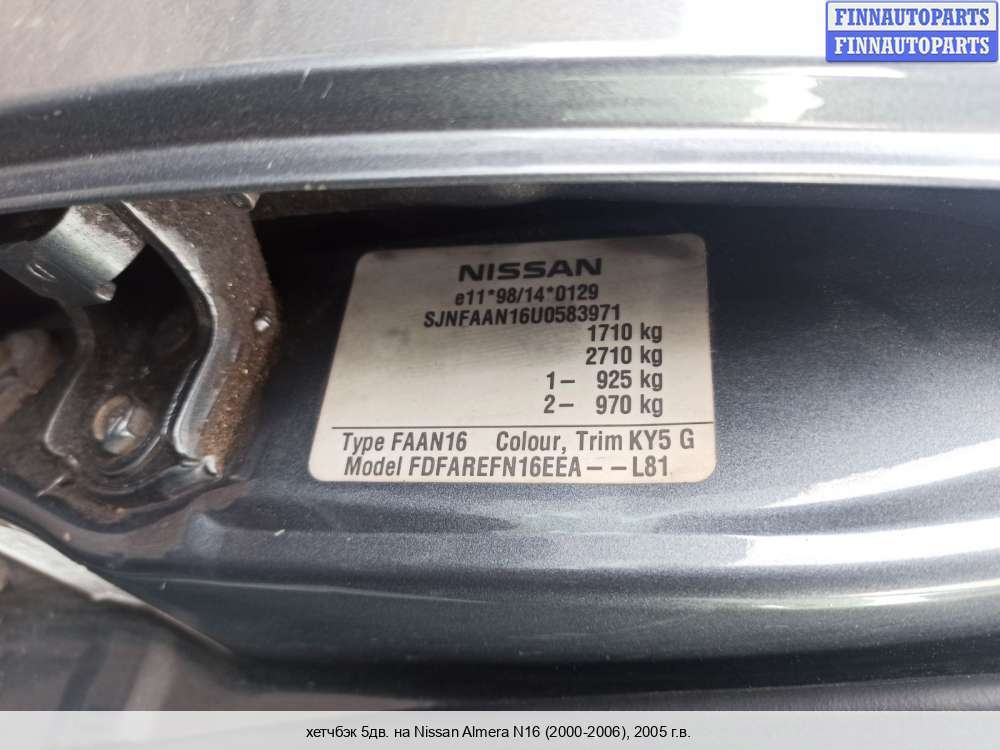 FINNAUTOPARTS
FINNAUTOPARTS
NISSAN
e11*98/14*0129
SJNFAAN16U0583971
1710 kg
2710 kg
1– 925 kg
2– 970 kg
Type FAAN16 Colour, Trim KY5 G
Model FDFAREFN16EEA – – L81
хетчбэк 5дв. на Nissan Almera N16 (2000-2006), 2005 г.в.